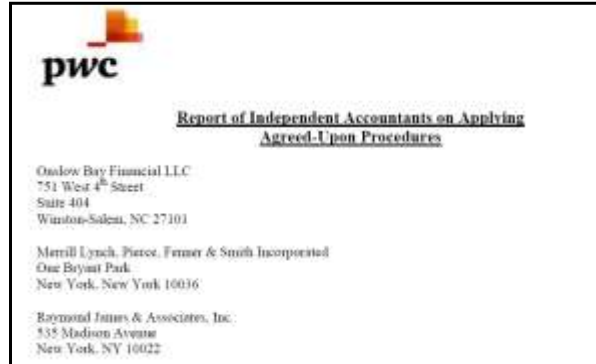 pwc
Report of Independent Accountants on Applying
Agreed-Upon Procedures
Onslow Bay Financial LLC
751 West 4th Street
Suite 404
Winston-Salem, NC 27101
Merrill Lynch, Pierce, Fenner & Smith Incorporated
One Bryant Park
New York, New York 10036
Raymond James & Associates, Inc.
535 Madison Avenue
New York, NY 10022